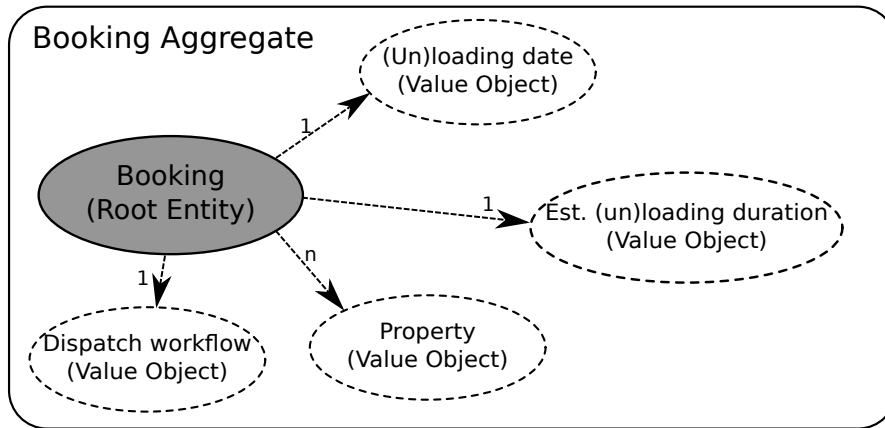 Booking Aggregate
(Un)loading date
(Value Object)
1
Booking
(Root Entity)
1
Est. (un)loading duration
(Value Object)
n
1
Property
(Value Object)
Dispatch workflow
(Value Object)